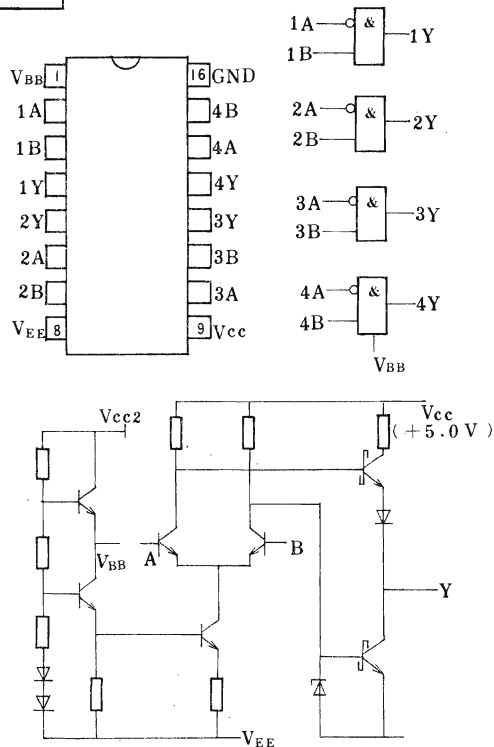 VBB 1 16 GND
1A 4B
1B 4A
1Y 4Y
2Y 3Y
2A 3B
2B 3A
VEE 8 9 Vcc
1A & 1Y
1B
2A & 2Y
2B
3A & 3Y
3B
4A & 4Y
4B
VBB
Vcc2
Vcc
(+5.0V)
A B
VBB
Y
VEE